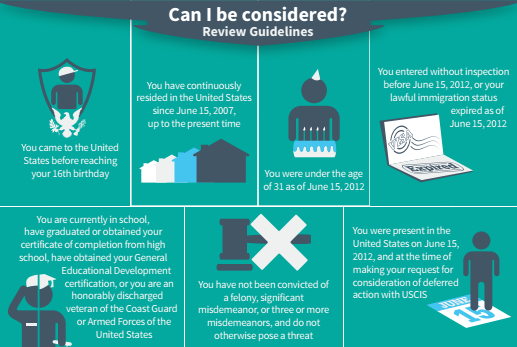 Can I be considered?
Review Guidelines
You came to the United
States before reaching
your 16th birthday
You have continuously
resided in the United States
since June 15, 2007,
up to the present time
You were under the age
of 31 as of June 15, 2012
You entered without inspection
before June 15, 2012, or your
lawful immigration status
expired as of
June 15, 2012
Expired
You are currently in school,
have graduated or obtained your
certificate of completion from high
school, have obtained your General
Educational Development
certification, or you are an
honorably discharged
veteran of the Coast Guard
or Armed Forces of the
United States
You have not been convicted of
a felony, significant
misdemeanor, or three or more
misdemeanors, and do not
otherwise pose a threat
You were present in the
United States on June 15,
2012, and at the time of
making your request for
consideration of deferred
action with USCIS
JUNE
15